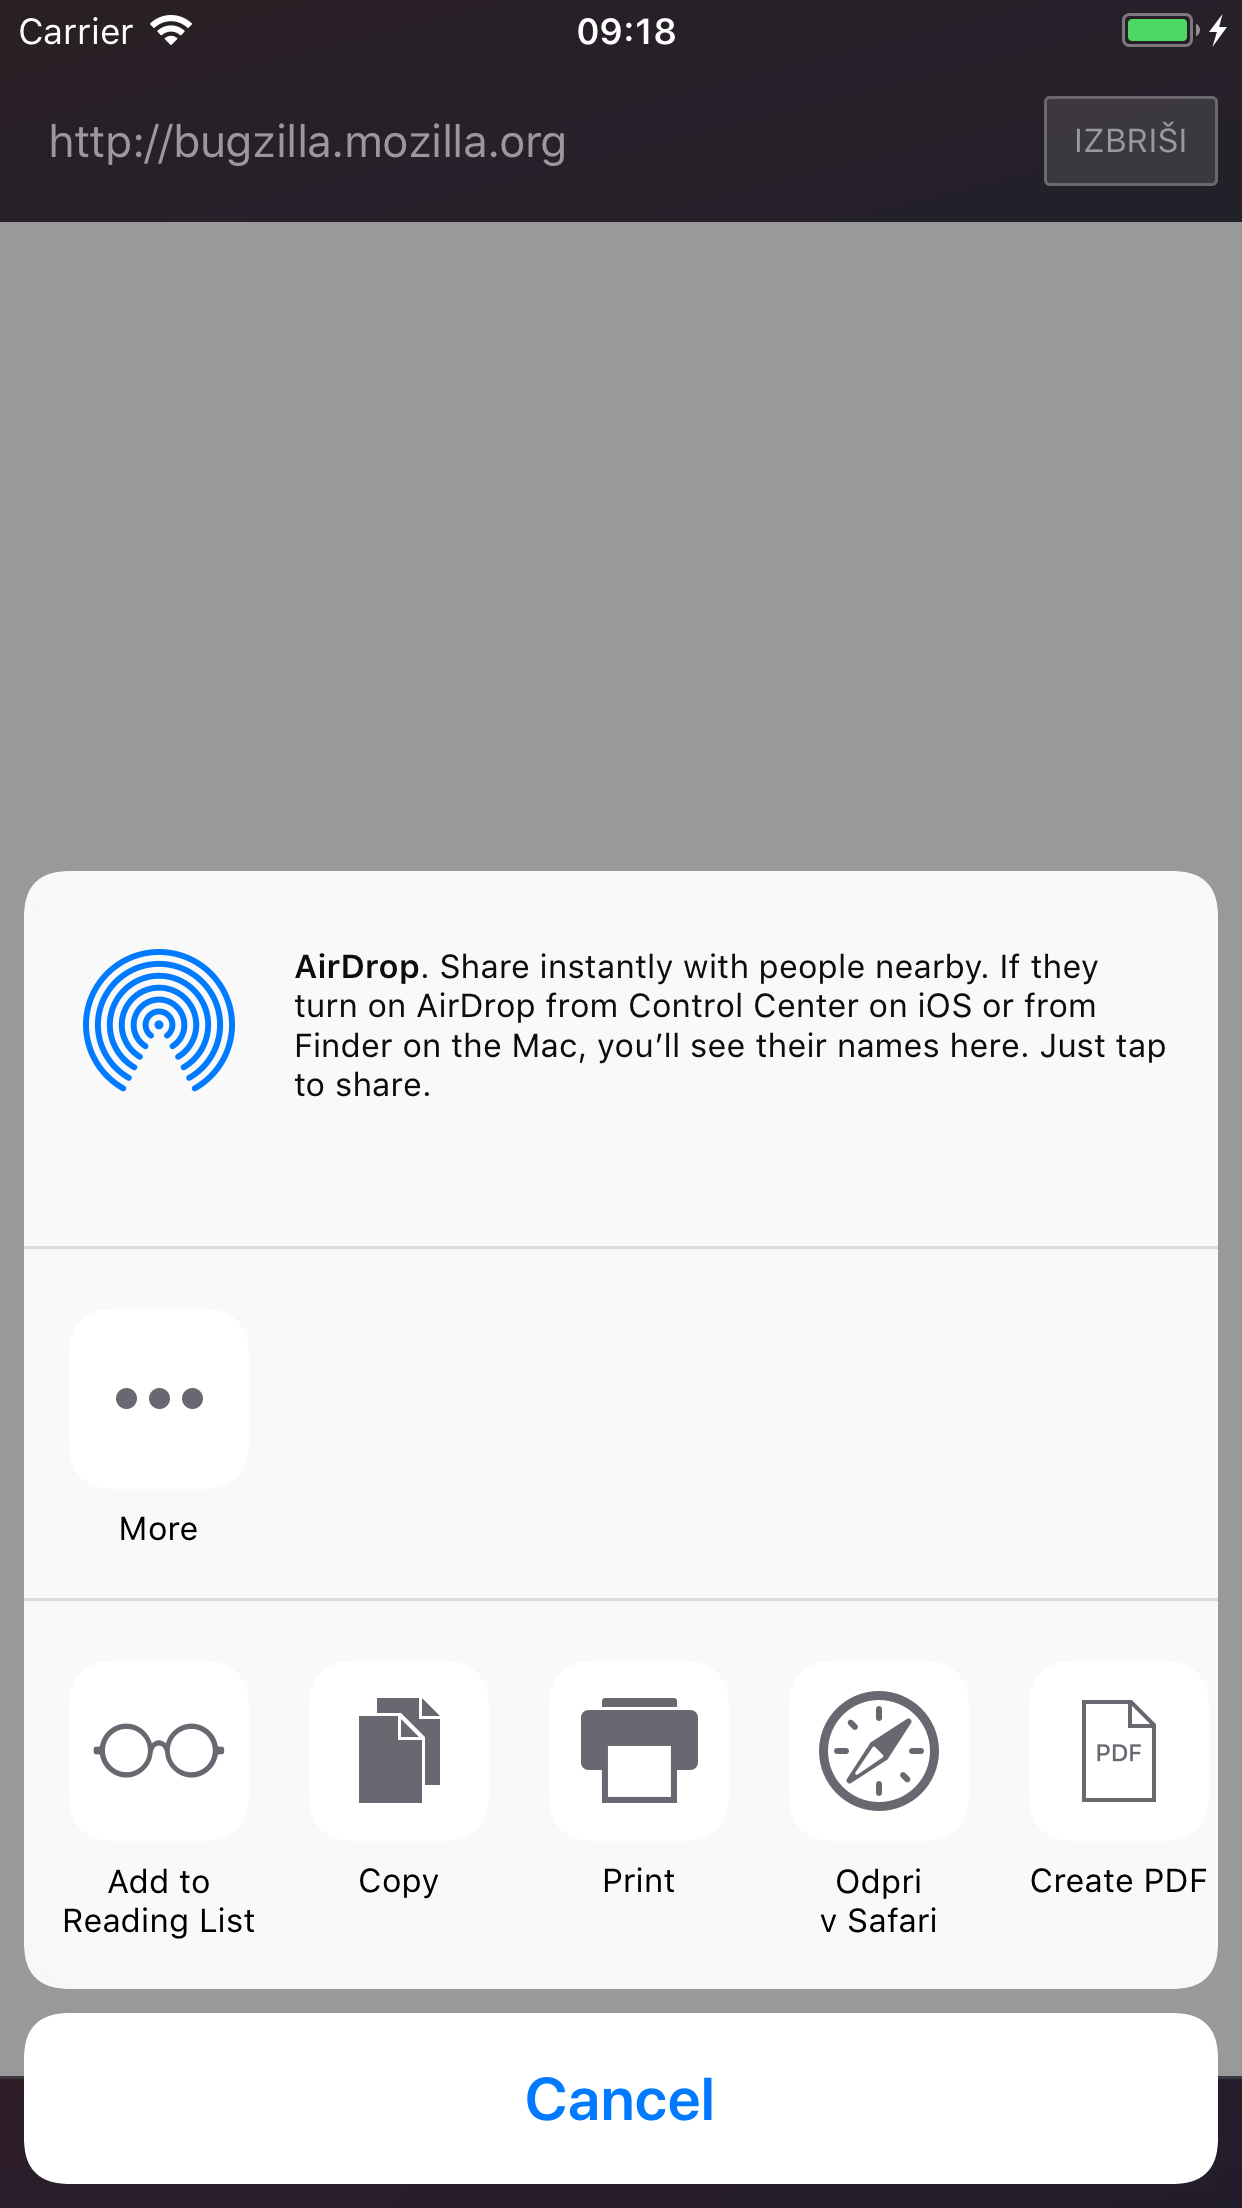 Carrier
09:18
http://bugzilla.mozilla.org
IZBRIŠI
AirDrop. Share instantly with people nearby. If they
turn on AirDrop from Control Center on iOS or from
Finder on the Mac, you’ll see their names here. Just tap
to share.
More
Add to
Reading List
Copy
Print
Odpri
v Safari
PDF
Create PDF
Cancel